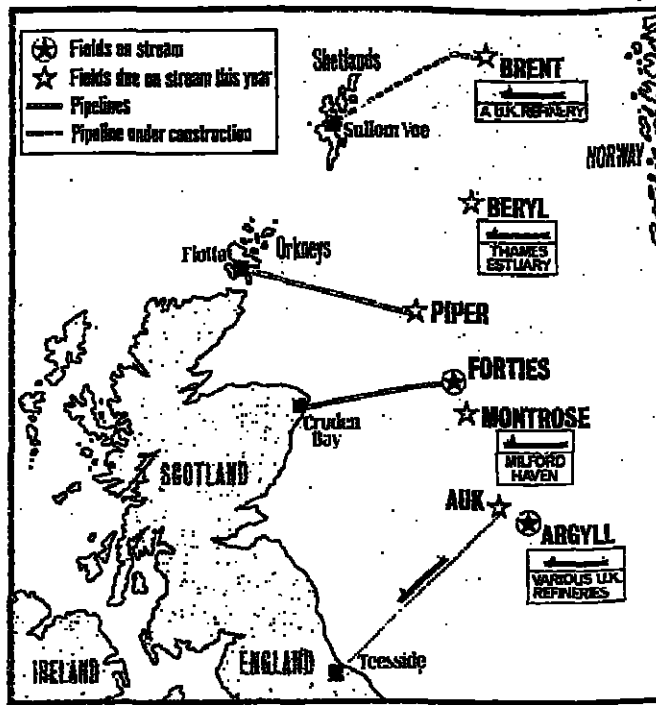 Fields on stream
Fields due on stream this year
Pipelines
Pipeline under construction
Shetlands
Sullom Voe
BRENT
A U.K. REFINERY
NORWAY
BERYL
THAMES
ESTUARY
Orkneys
Flotta
PIPER
FORTIES
Cruden
Bay
MONTROSE
MILFORD
HAVEN
SCOTLAND
AUK
ARGYLL
VARIOUS U.K.
REFINERIES
IRELAND
ENGLAND
Teesside